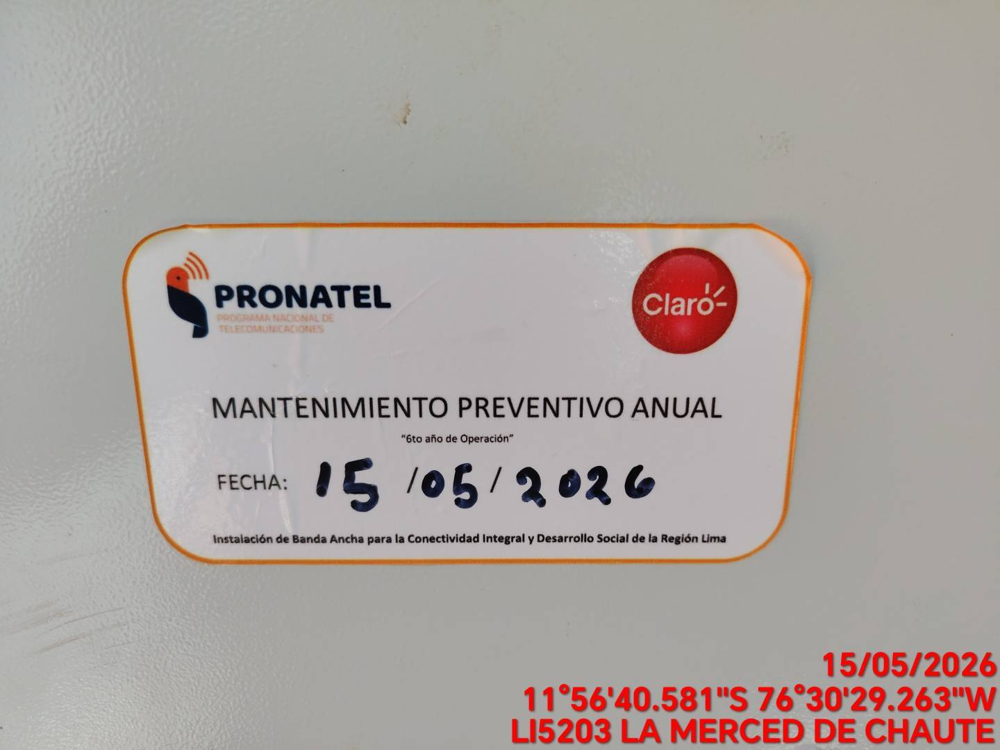 PRONATEL
PROGRAMA NACIONAL DE
TELECOMUNICACIONES
Claro
MANTENIMIENTO PREVENTIVO ANUAL
"6to año de Operación"
FECHA: 15 /05/ 2026
Instalación de Banda Ancha para la Conectividad Integral y Desarrollo Social de la Región Lima
15/05/2026
11°56'40.581"S 76°30'29.263"W
LI5203 LA MERCED DE CHAUTE